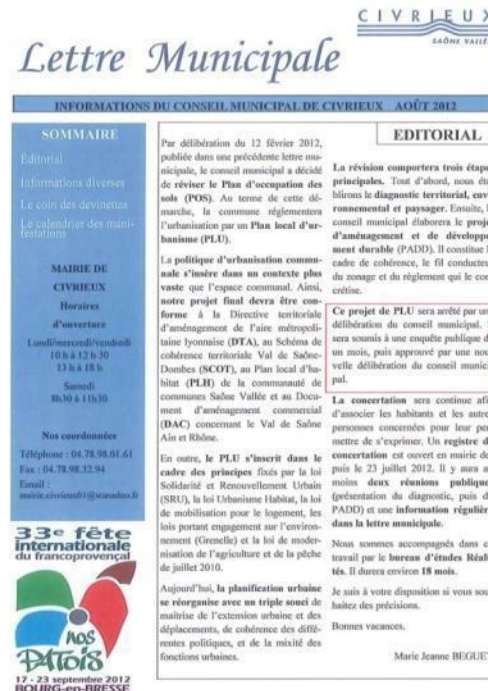 CIVRIEUX
SAÔNE VALLÉE
Lettre Municipale
INFORMATIONS DU CONSEIL MUNICIPAL DE CIVRIEUX AOÛT 2012
SOMMAIRE
Éditorial
Informations diverses
Le coin des devinettes
Le calendrier des mani-
festations
MAIRIE DE
CIVRIEUX
Horaires
d'ouverture
Lundi/mercredi/vendredi
10 h à 12 h 30
13 h à 18 h
Samedi
8h30 à 11h30
Nos coordonnées
Téléphone : 04.78.98.01.61
Fax : 04.78.98.32.94
Email :
33e fête
internationale
du francoprovençal
nos
PATOiS
17 - 23 septembre 2012
BOURG-en-BRESSE
Par délibération du 12 février 2012,
publiée dans une précédente lettre mu-
nicipale, le conseil municipal a décidé
de réviser le Plan d'occupation des
sols (POS). Au terme de cette dé-
marche, la commune réglementera
l'urbanisation par un Plan local d'ur-
banisme (PLU).
La politique d'urbanisation commu-
nale s'insère dans un contexte plus
vaste que l'espace communal. Ainsi,
notre projet final devra être con-
forme à la Directive territoriale
d'aménagement de l'aire métropoli-
taine lyonnaise (DTA), au Schéma de
cohérence territoriale Val de Saône-
Dombes (SCOT), au Plan local d'ha-
bitat (PLH) de la communauté de
communes Saône Vallée et au Docu-
ment d'aménagement commercial
(DAC) concernant le Val de Saône
Ain et Rhône.
En outre, le PLU s'inscrit dans le
cadre des principes fixés par la loi
Solidarité et Renouvellement Urbain
(SRU), la loi Urbanisme Habitat, la loi
de mobilisation pour le logement, les
lois portant engagement sur l'environ-
nement (Grenelle) et la loi de moder-
nisation de l'agriculture et de la pêche
de juillet 2010.
Aujourd'hui, la planification urbaine
se réorganise avec un triple souci de
maîtrise de l'extension urbaine et des
déplacements, de cohérence des diffé-
rentes politiques, et de la mixité des
fonctions urbaines.
EDITORIAL
La révision comportera trois étape
principales. Tout d'abord, nous éta
blirons le diagnostic territorial, envi
ronnemental et paysager. Ensuite, l
conseil municipal élaborera le proje
d'aménagement et de développe
ment durable (PADD). Il constitue l
cadre de cohérence, le fil conducteu
du zonage et du règlement qui le con
crétise.
Ce projet de PLU sera arrêté par un
délibération du conseil municipal. I
sera soumis à une enquête publique d
un mois, puis approuvé par une nou
velle délibération du conseil munic
pal.
La concertation sera continue afi
d'associer les habitants et les autre
personnes concernées pour leur per
mettre de s'exprimer. Un registre d
concertation est ouvert en mairie de
puis le 23 juillet 2012. Il y aura a
moins deux réunions publique
(présentation du diagnostic, puis d
PADD) et une information régulièr
dans la lettre municipale.
Nous sommes accompagnés dans c
travail par le bureau d'études Réali
tés. Il durera environ 18 mois.
Je suis à votre disposition si vous sou
haitez des précisions.
Bonnes vacances.
Marie Jeanne BEGUE